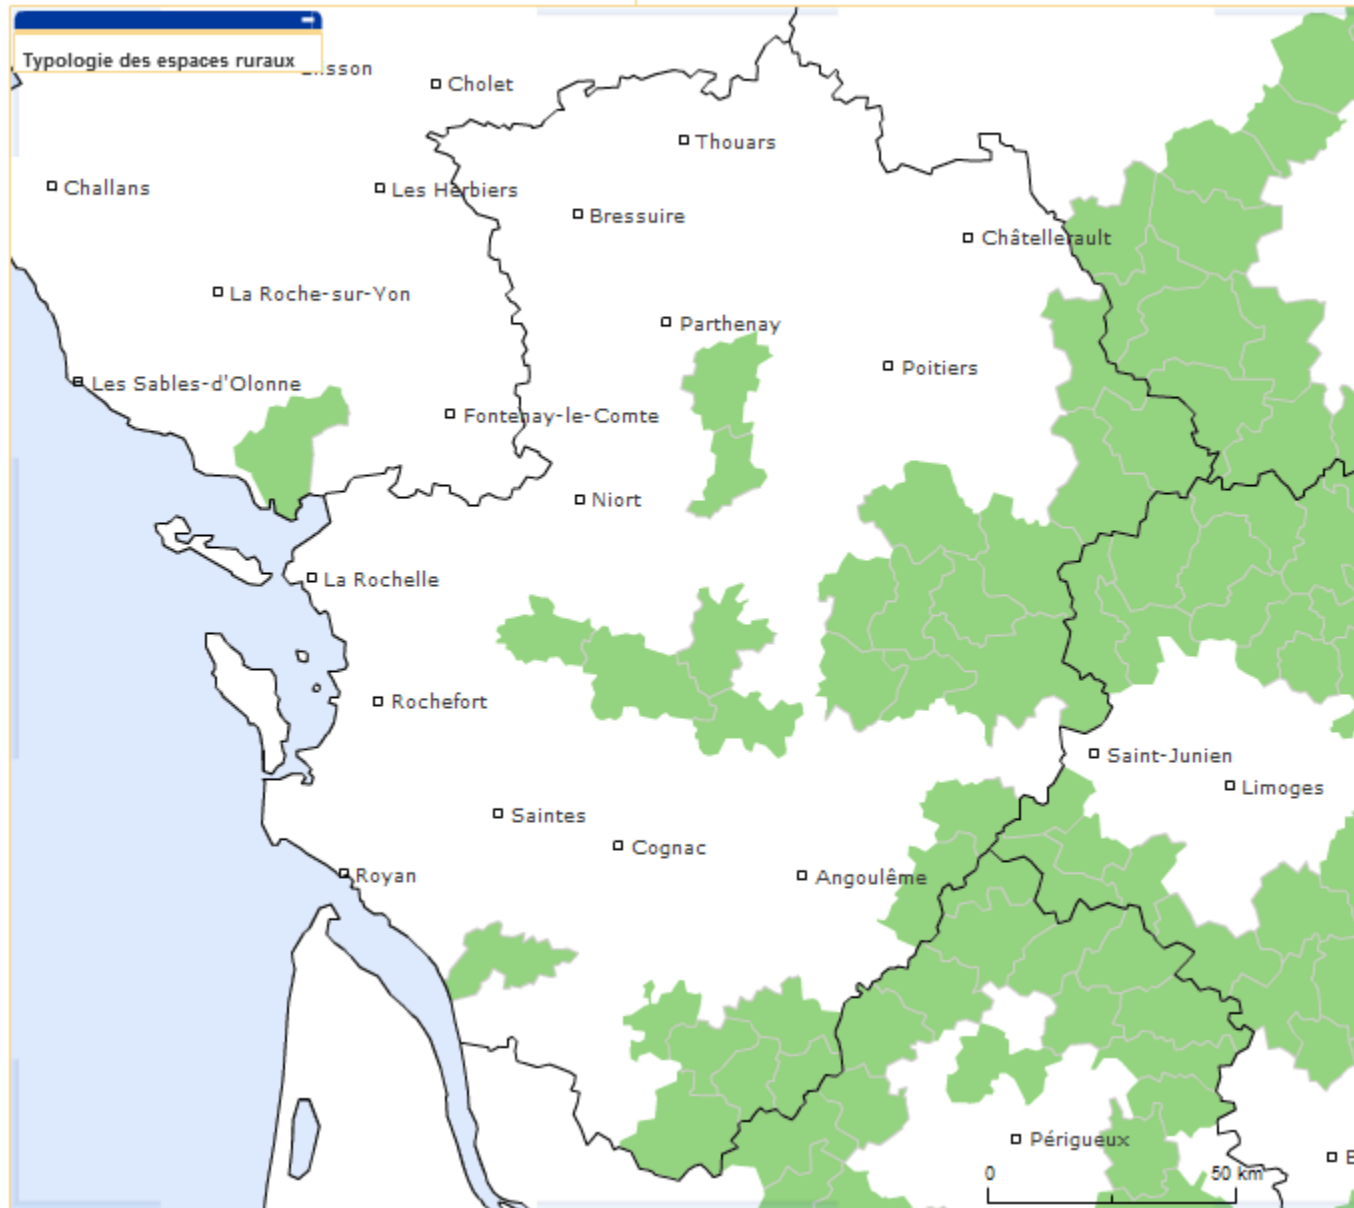 Typologie des espaces ruraux
Cholet
Thouars
Challans
Les Herbiers
Bressuire
Châtellerault
La Roche-sur-Yon
Parthenay
Poitiers
Les Sables-d'Olonne
Fontenay-le-Comte
Niort
La Rochelle
Rochefort
Saint-Junien
Limoges
Saintes
Cognac
Angoulême
Royan
Périgueux
0 50 km